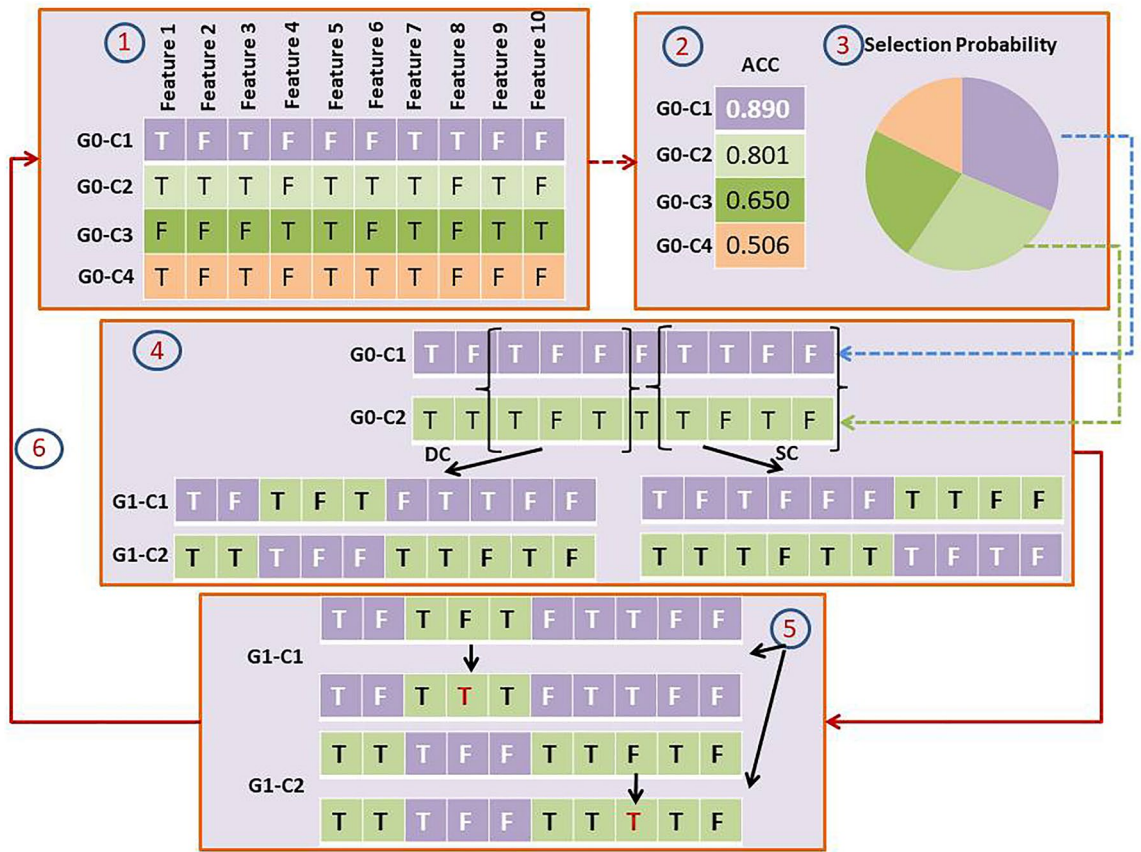 1
Feature 1
Feature 2
Feature 3
Feature 4
Feature 5
Feature 6
Feature 7
Feature 8
Feature 9
Feature 10
G0-C1 T F T F F F T T F F
G0-C2 T T T F T T T F T F
G0-C3 F F F T T F T F T T
G0-C4 T F T F T T T F F F
2
ACC
G0-C1 0.890
G0-C2 0.801
G0-C3 0.650
G0-C4 0.506
3 Selection Probability
4
G0-C1 T F T F F F T T F F
G0-C2 T T T F T T T F T F
DC
SC
G1-C1 T F T F T F T T F F
T F T F F F T T F F
G1-C2 T T T F F T T F T F
T T T F T T T F T F
5
T F T F T F T T F F
G1-C1
T F T T T F T T F F
T T T F F T T F T F
G1-C2
T T T F F T T T T F
6